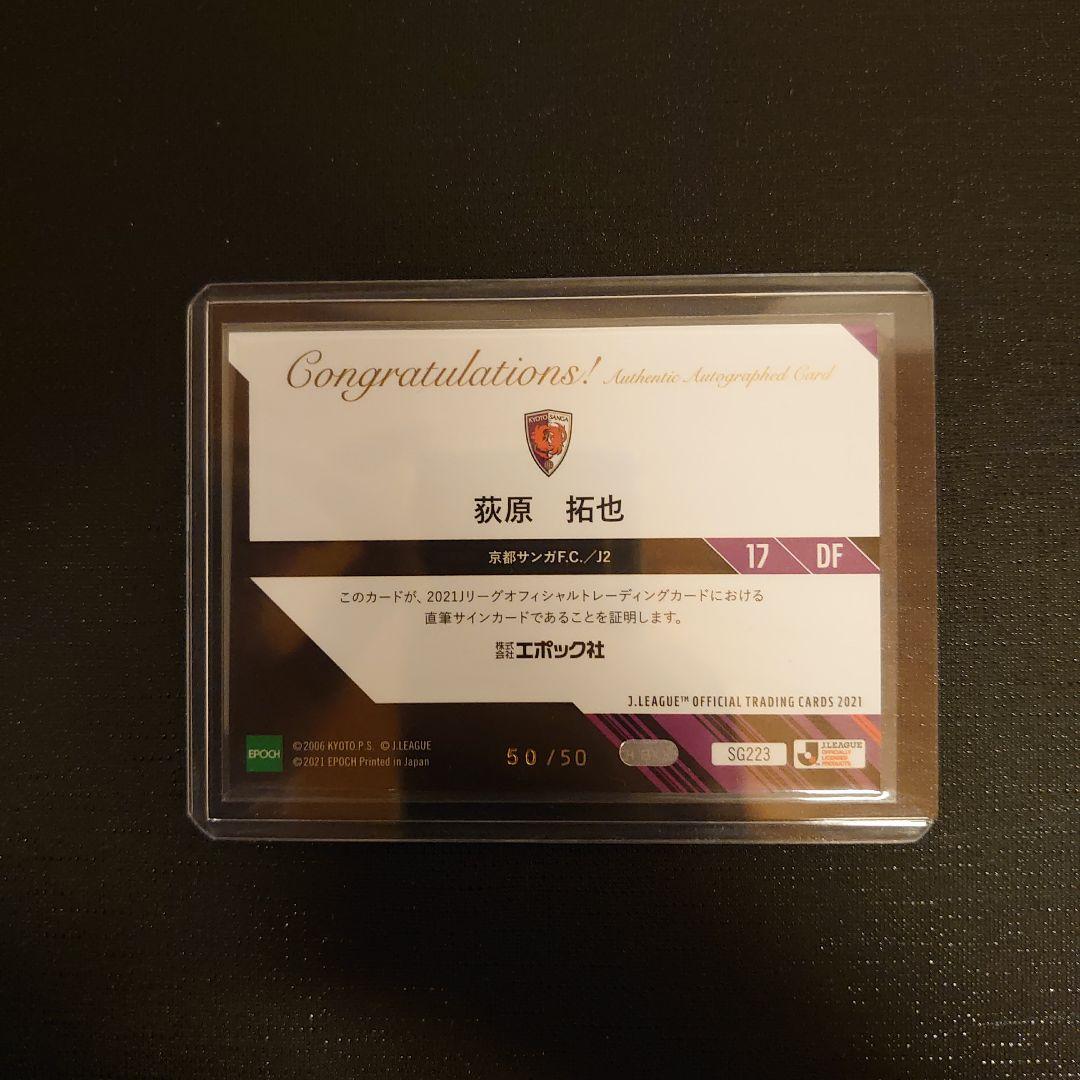 Congratulations! Authentic Autographed Card
KYOTO SANGA
荻原　拓也
京都サンガF.C.／J2
17 DF
このカードが、2021Jリーグオフィシャルトレーディングカードにおける
直筆サインカードであることを証明します。
株式会社エポック社
J.LEAGUE™ OFFICIAL TRADING CARDS 2021
EPOCH
©2006 KYOTO.P.S. ©J.LEAGUE
©2021 EPOCH Printed in Japan
50/50
SG223
J.LEAGUE
OFFICIALLY
LICENSED
PRODUCTS